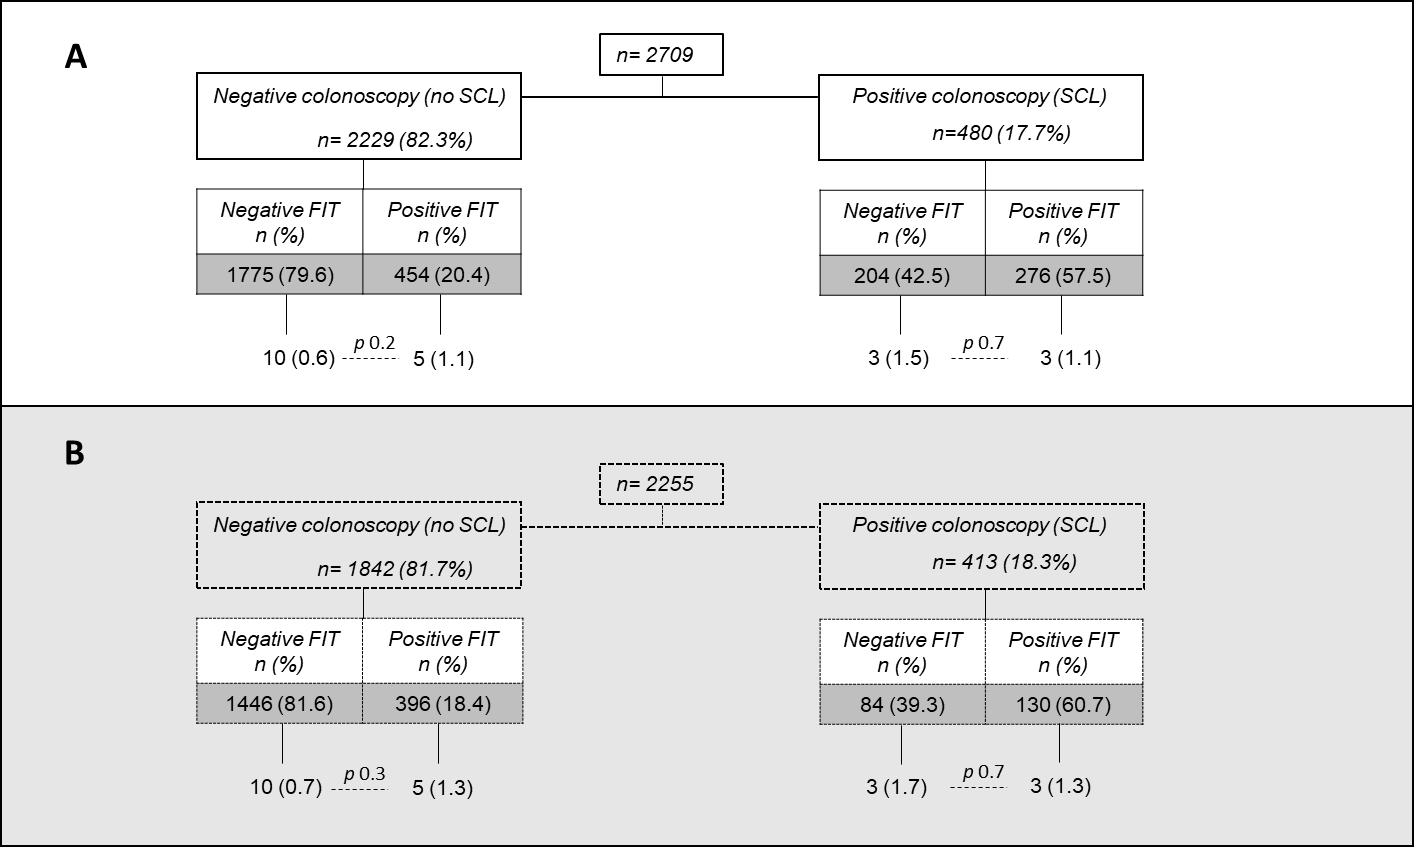 A
n= 2709
Negative colonoscopy (no SCL)
n= 2229 (82.3%)
Positive colonoscopy (SCL)
n=480 (17.7%)
Negative FIT
n (%)
Positive FIT
n (%)
1775 (79.6)
454 (20.4)
Negative FIT
n (%)
Positive FIT
n (%)
204 (42.5)
276 (57.5)
10 (0.6)
p 0.2
5 (1.1)
3 (1.5)
p 0.7
3 (1.1)
B
n= 2255
Negative colonoscopy (no SCL)
n= 1842 (81.7%)
Positive colonoscopy (SCL)
n= 413 (18.3%)
Negative FIT
n (%)
Positive FIT
n (%)
1446 (81.6)
396 (18.4)
Negative FIT
n (%)
Positive FIT
n (%)
84 (39.3)
130 (60.7)
10 (0.7)
p 0.3
5 (1.3)
3 (1.7)
p 0.7
3 (1.3)